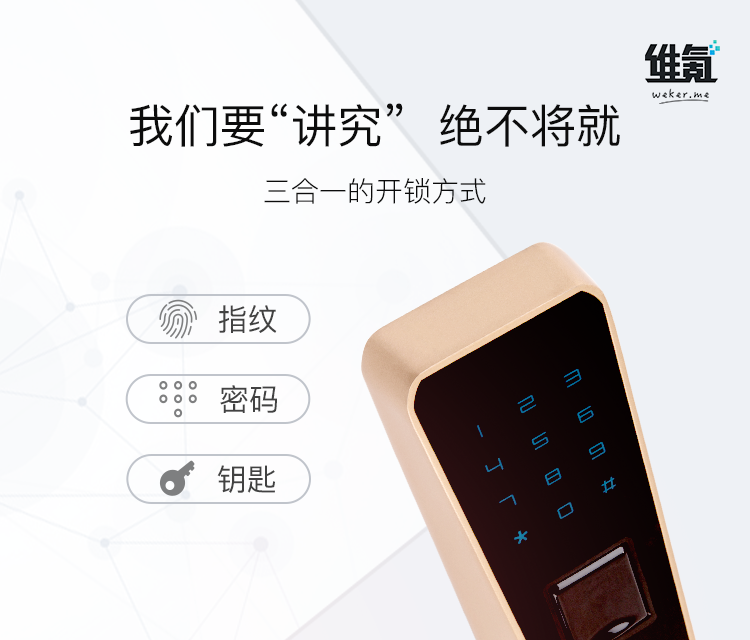 维氪
weker.me
我们要“讲究” 绝不将就
三合一的开锁方式
指纹
密码
钥匙
1 2 3
4 5 6
7 8 9
* 0 #